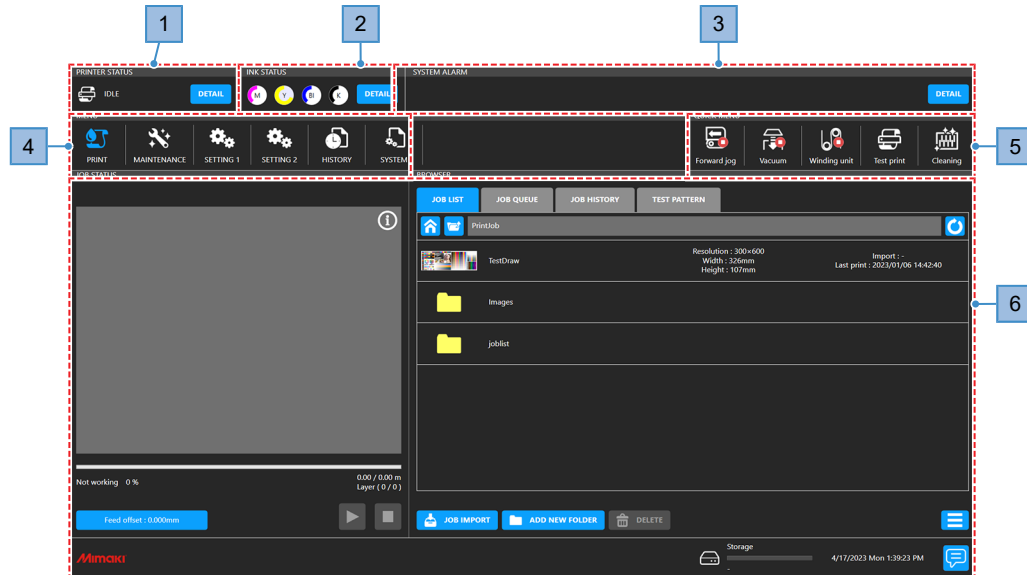 1
2
3
PRINTER STATUS
INK STATUS
SYSTEM ALARM
IDLE
DETAIL
M
Y
Bl
K
DETAIL
DETAIL
4
5
PRINT
MAINTENANCE
SETTING 1
SETTING 2
HISTORY
SYSTEM
Forward jog
Vacuum
Winding unit
Test print
Cleaning
JOB STATUS
BROWSER
JOB LIST
JOB QUEUE
JOB HISTORY
TEST PATTERN
PrintJob
TestDraw
Resolution : 300×600
Width : 326mm
Height : 107mm
Import : -
Last print : 2023/01/06 14:42:40
Images
6
joblist
Not working 0 %
0.00 / 0.00 m
Layer ( 0 / 0 )
Feed offset : 0.000mm
JOB IMPORT
ADD NEW FOLDER
DELETE
Mimaki
Storage
-
4/17/2023 Mon 1:39:23 PM